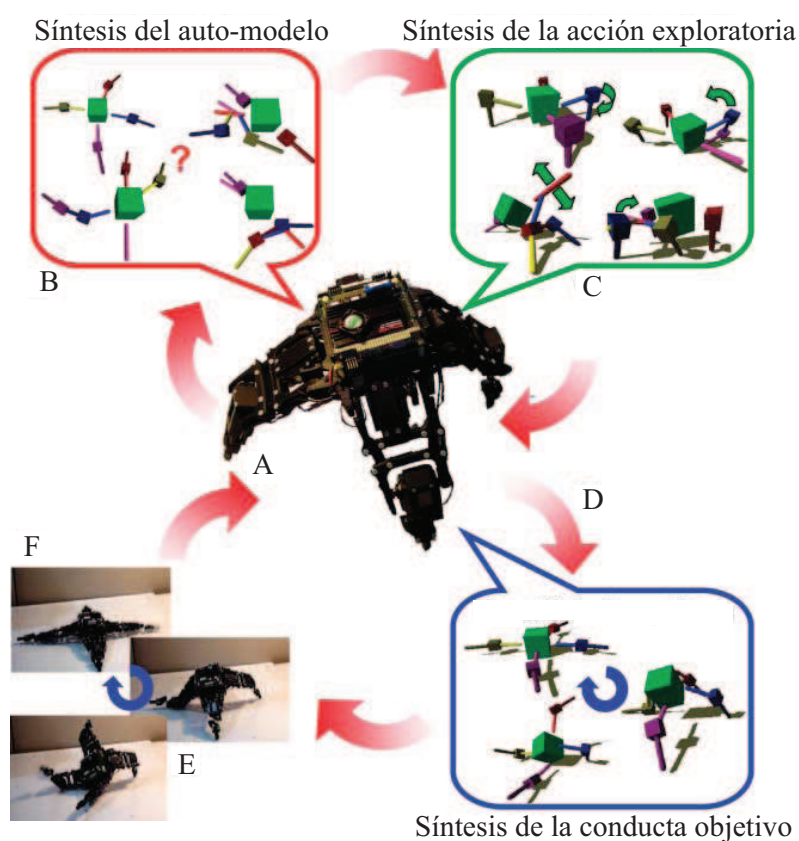 Síntesis del auto-modelo
Síntesis de la acción exploratoria
?
B
C
A
D
F
E
Síntesis de la conducta objetivo